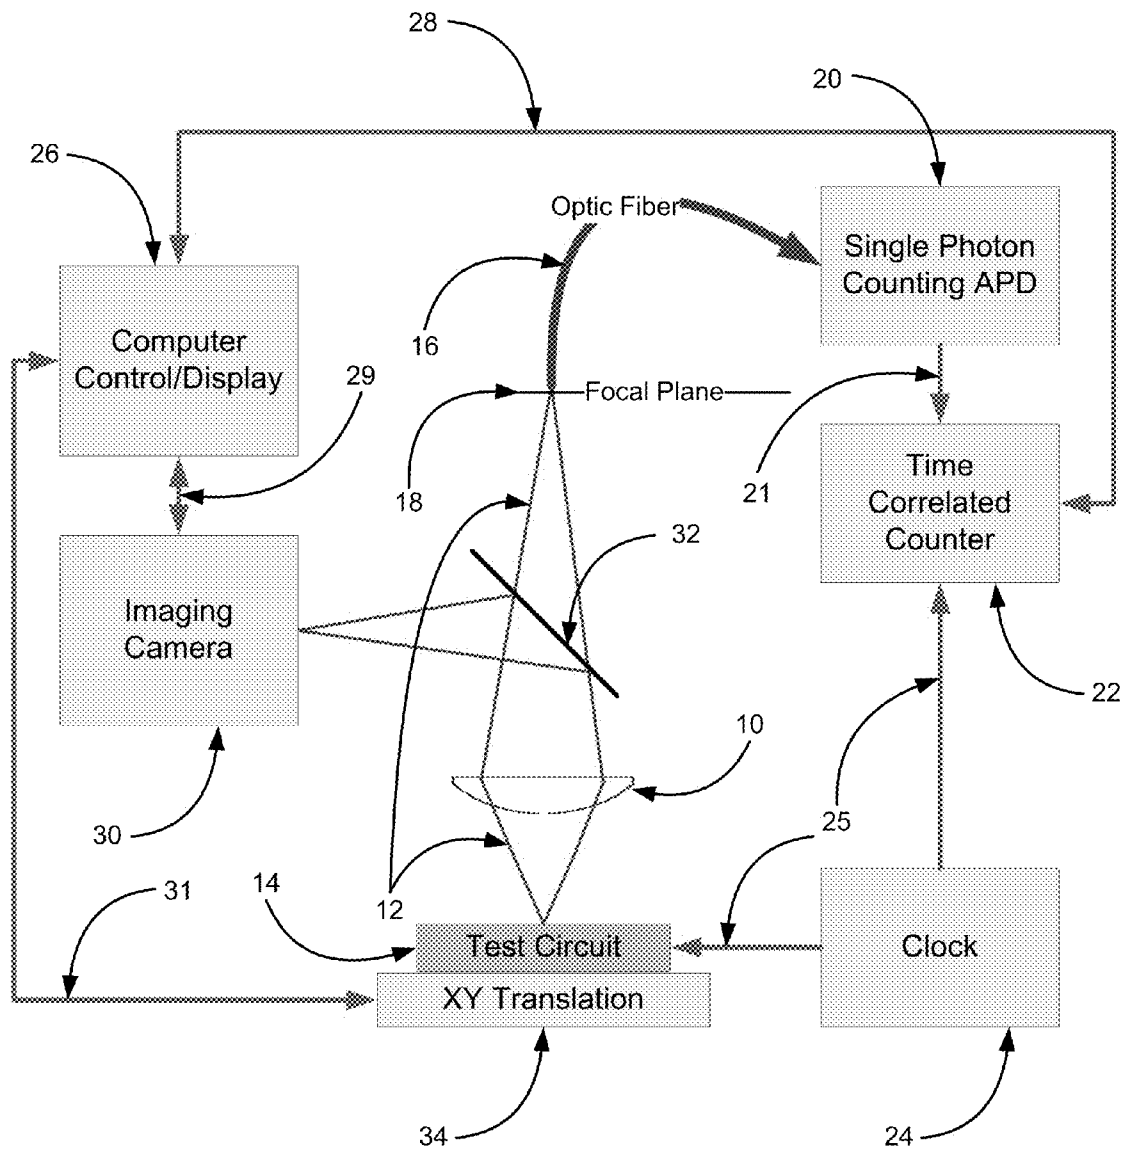 28
20
26
Optic Fiber
Single Photon
Counting APD
16
Computer
Control/Display
29
Focal Plane
18
21
Time
Correlated
Counter
32
Imaging
Camera
22
10
30
25
14
31
12
Test Circuit
Clock
XY Translation
34
24